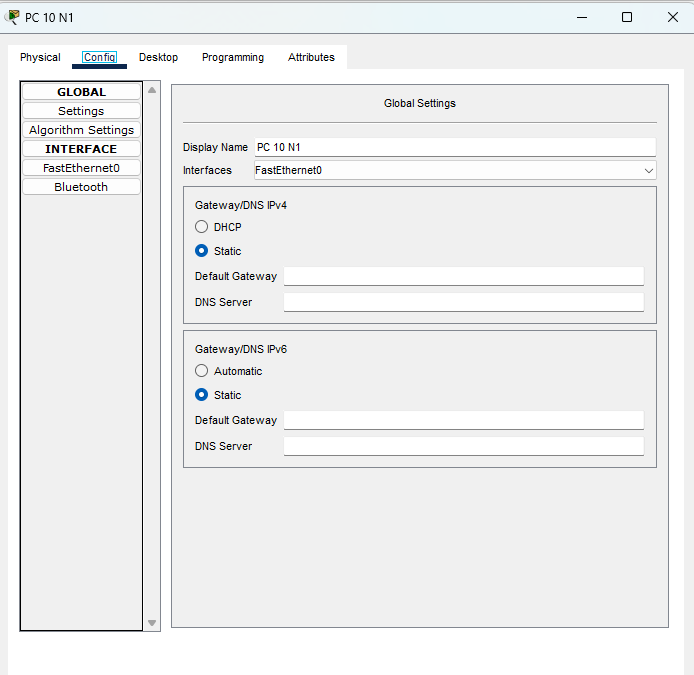 PC 10 N1
Physical Config Desktop Programming Attributes
GLOBAL
Settings
Algorithm Settings
INTERFACE
FastEthernet0
Bluetooth
Global Settings
Display Name PC 10 N1
Interfaces FastEthernet0
Gateway/DNS IPv4
DHCP
Static
Default Gateway
DNS Server
Gateway/DNS IPv6
Automatic
Static
Default Gateway
DNS Server